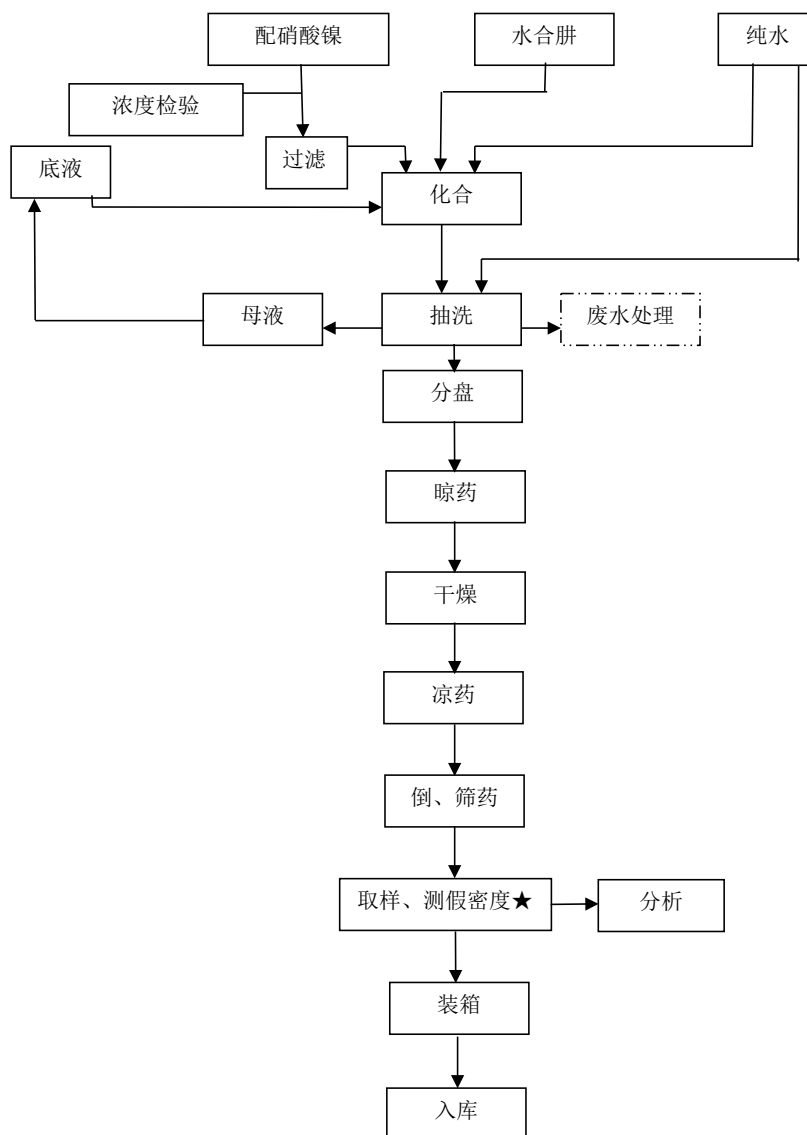 配硝酸镍
水合肼
纯水
浓度检验
过滤
底液
化合
母液
抽洗
废水处理
分盘
晾药
干燥
凉药
倒、筛药
取样、测假密度★
分析
装箱
入库